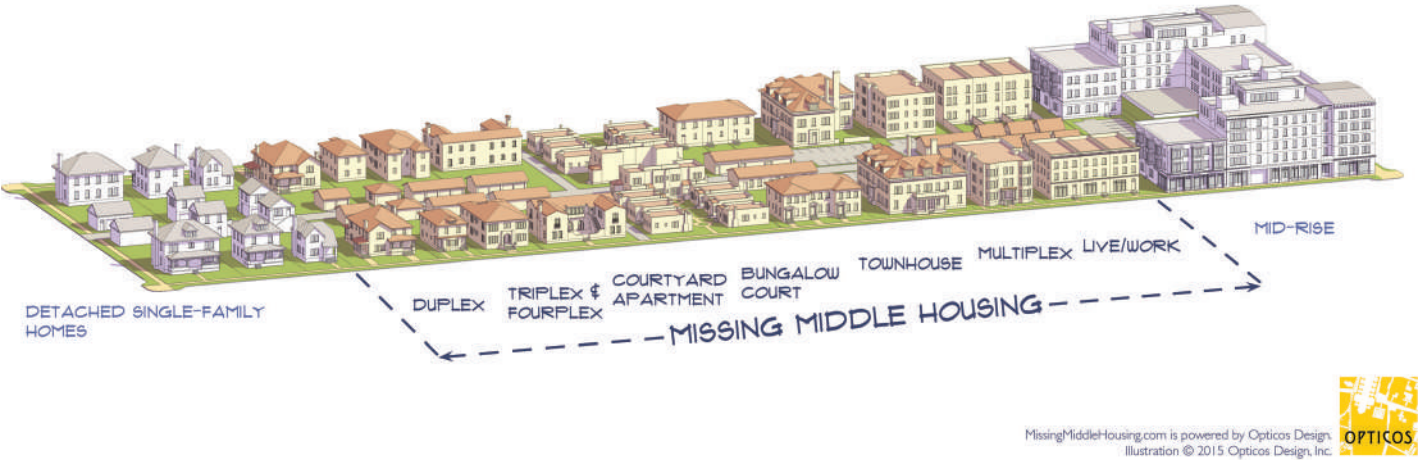 DETACHED SINGLE-FAMILY
HOMES
DUPLEX
TRIPLEX &
FOURPLEX
COURTYARD
APARTMENT
BUNGALOW
COURT
TOWNHOUSE
MULTIPLEX
LIVE/WORK
MID-RISE
MISSING MIDDLE HOUSING
MissingMiddleHousing.com is powered by Opticos Design.
Illustration © 2015 Opticos Design, Inc.
OPTICOS